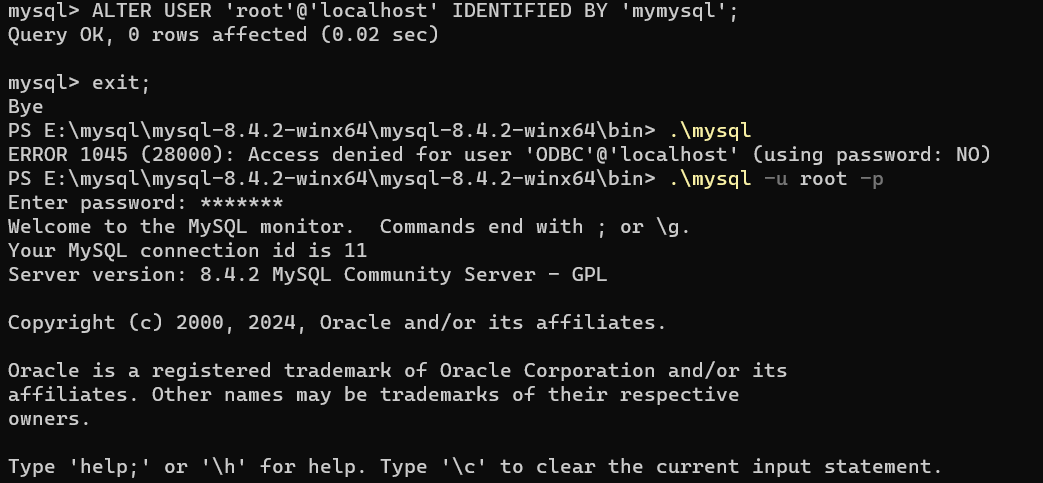 mysql> ALTER USER 'root'@'localhost' IDENTIFIED BY 'mymysql';
Query OK, 0 rows affected (0.02 sec)
mysql> exit;
Bye
PS E:\mysql\mysql-8.4.2-winx64\mysql-8.4.2-winx64\bin> .\mysql
ERROR 1045 (28000): Access denied for user 'ODBC'@'localhost' (using password: NO)
PS E:\mysql\mysql-8.4.2-winx64\mysql-8.4.2-winx64\bin> .\mysql -u root -p
Enter password: *******
Welcome to the MySQL monitor.  Commands end with ; or \g.
Your MySQL connection id is 11
Server version: 8.4.2 MySQL Community Server - GPL
Copyright (c) 2000, 2024, Oracle and/or its affiliates.
Oracle is a registered trademark of Oracle Corporation and/or its
affiliates. Other names may be trademarks of their respective
owners.
Type 'help;' or '\h' for help. Type '\c' to clear the current input statement.